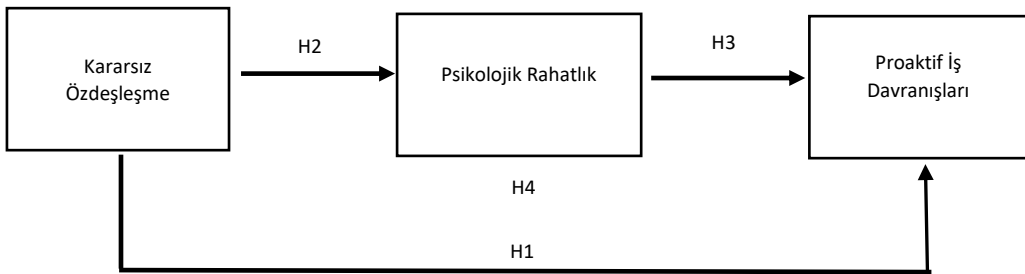 H2
H3
Kararsız
Özdeşleşme
Psikolojik Rahatlık
Proaktif İş
Davranışları
H4
H1